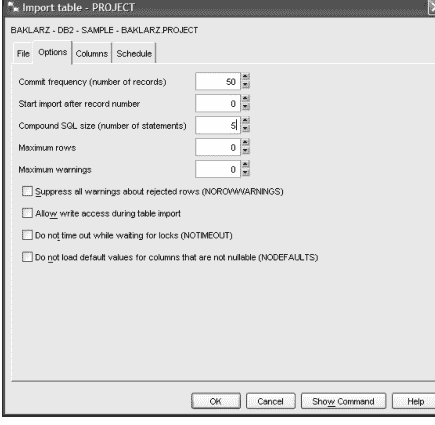 Import table - PROJECT
BAKLARZ - DB2 - SAMPLE - BAKLARZ.PROJECT
File Options Columns Schedule
Commit frequency (number of records) 50
Start import after record number 0
Compound SQL size (number of statements) 5
Maximum rows 0
Maximum warnings 0
Suppress all warnings about rejected rows (NOROWWARNINGS)
Allow write access during table import
Do not time out while waiting for locks (NOTIMEOUT)
Do not load default values for columns that are not nullable (NODEFAULTS)
OK Cancel Show Command Help